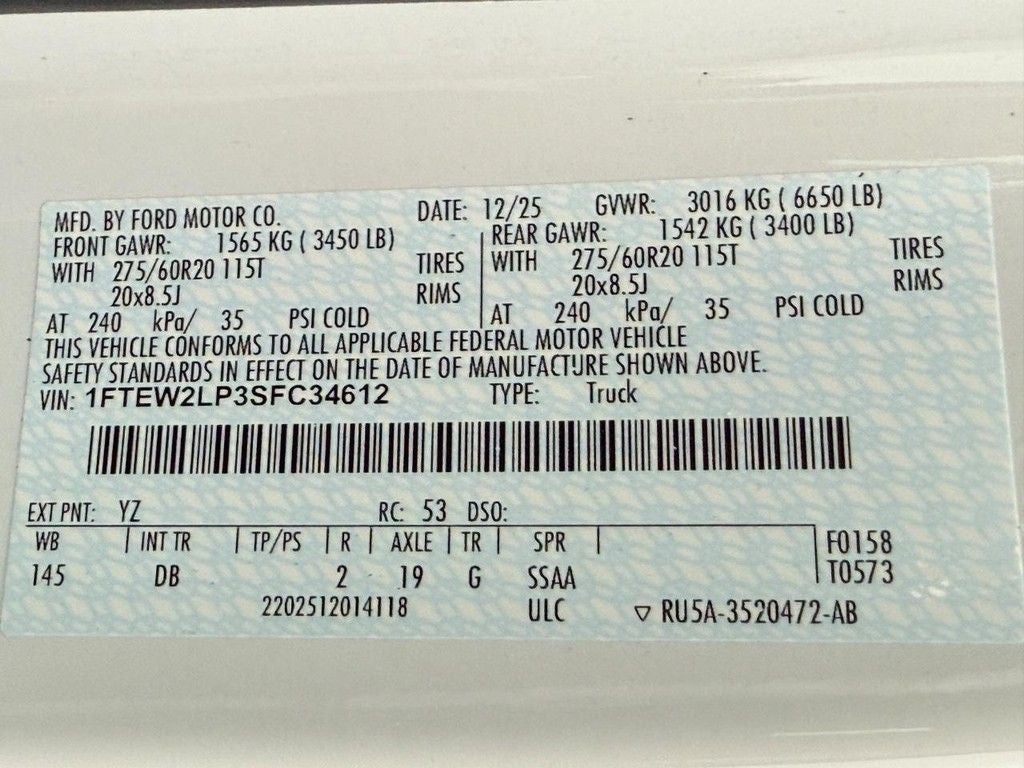 MFD. BY FORD MOTOR CO. DATE: 12/25 GVWR: 3016 KG ( 6650 LB)
FRONT GAWR: 1565 KG ( 3450 LB) REAR GAWR: 1542 KG ( 3400 LB)
WITH 275/60R20 115T TIRES WITH 275/60R20 115T TIRES
20x8.5J RIMS 20x8.5J RIMS
AT 240 kPa/ 35 PSI COLD AT 240 kPa/ 35 PSI COLD
THIS VEHICLE CONFORMS TO ALL APPLICABLE FEDERAL MOTOR VEHICLE
SAFETY STANDARDS IN EFFECT ON THE DATE OF MANUFACTURE SHOWN ABOVE.
VIN: 1FTEW2LP3SFC34612 TYPE: Truck
EXT PNT: YZ RC: 53 DSO:
WB INT TR TP/PS R AXLE TR SPR F0158
145 DB 2 19 G SSAA T0573
2202512014118 ULC ▽ RU5A-3520472-AB